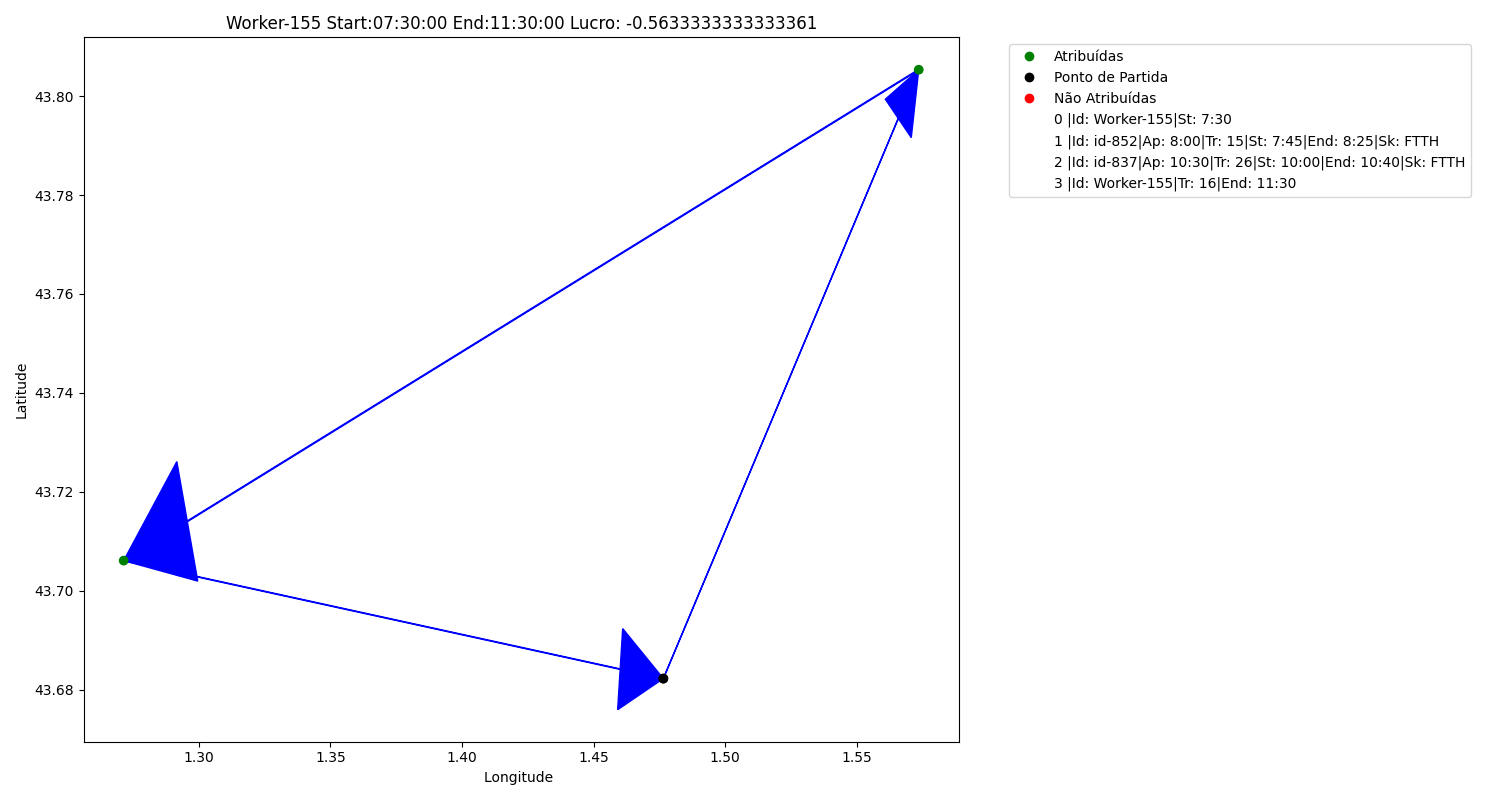 Worker-155 Start:07:30:00 End:11:30:00 Lucro: -0.5633333333333361
43.80
43.78
43.76
43.74
43.72
43.70
43.68
Latitude
1.30 1.35 1.40 1.45 1.50 1.55
Longitude
Atribuídas
Ponto de Partida
Não Atribuídas
0 |Id: Worker-155|St: 7:30
1 |Id: id-852|Ap: 8:00|Tr: 15|St: 7:45|End: 8:25|Sk: FTTH
2 |Id: id-837|Ap: 10:30|Tr: 26|St: 10:00|End: 10:40|Sk: FTTH
3 |Id: Worker-155|Tr: 16|End: 11:30